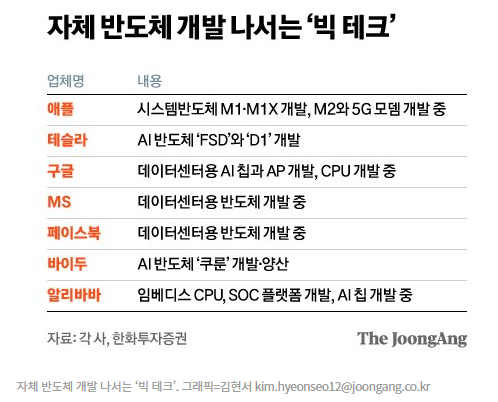 자체 반도체 개발 나서는 ‘빅 테크’
업체명 내용
애플 시스템반도체 M1·M1X 개발, M2와 5G 모뎀 개발 중
테슬라 AI 반도체 ‘FSD’와 ‘D1’ 개발
구글 데이터센터용 AI 칩과 AP 개발, CPU 개발 중
MS 데이터센터용 반도체 개발 중
페이스북 데이터센터용 반도체 개발 중
바이두 AI 반도체 ‘쿠룬’ 개발·양산
알리바바 임베디스 CPU, SOC 플랫폼 개발, AI 칩 개발 중
자료: 각 사, 한화투자증권 The JoongAng
자체 반도체 개발 나서는 ‘빅 테크’. 그래픽=김현서 kim.hyeonseo12@joongang.co.kr